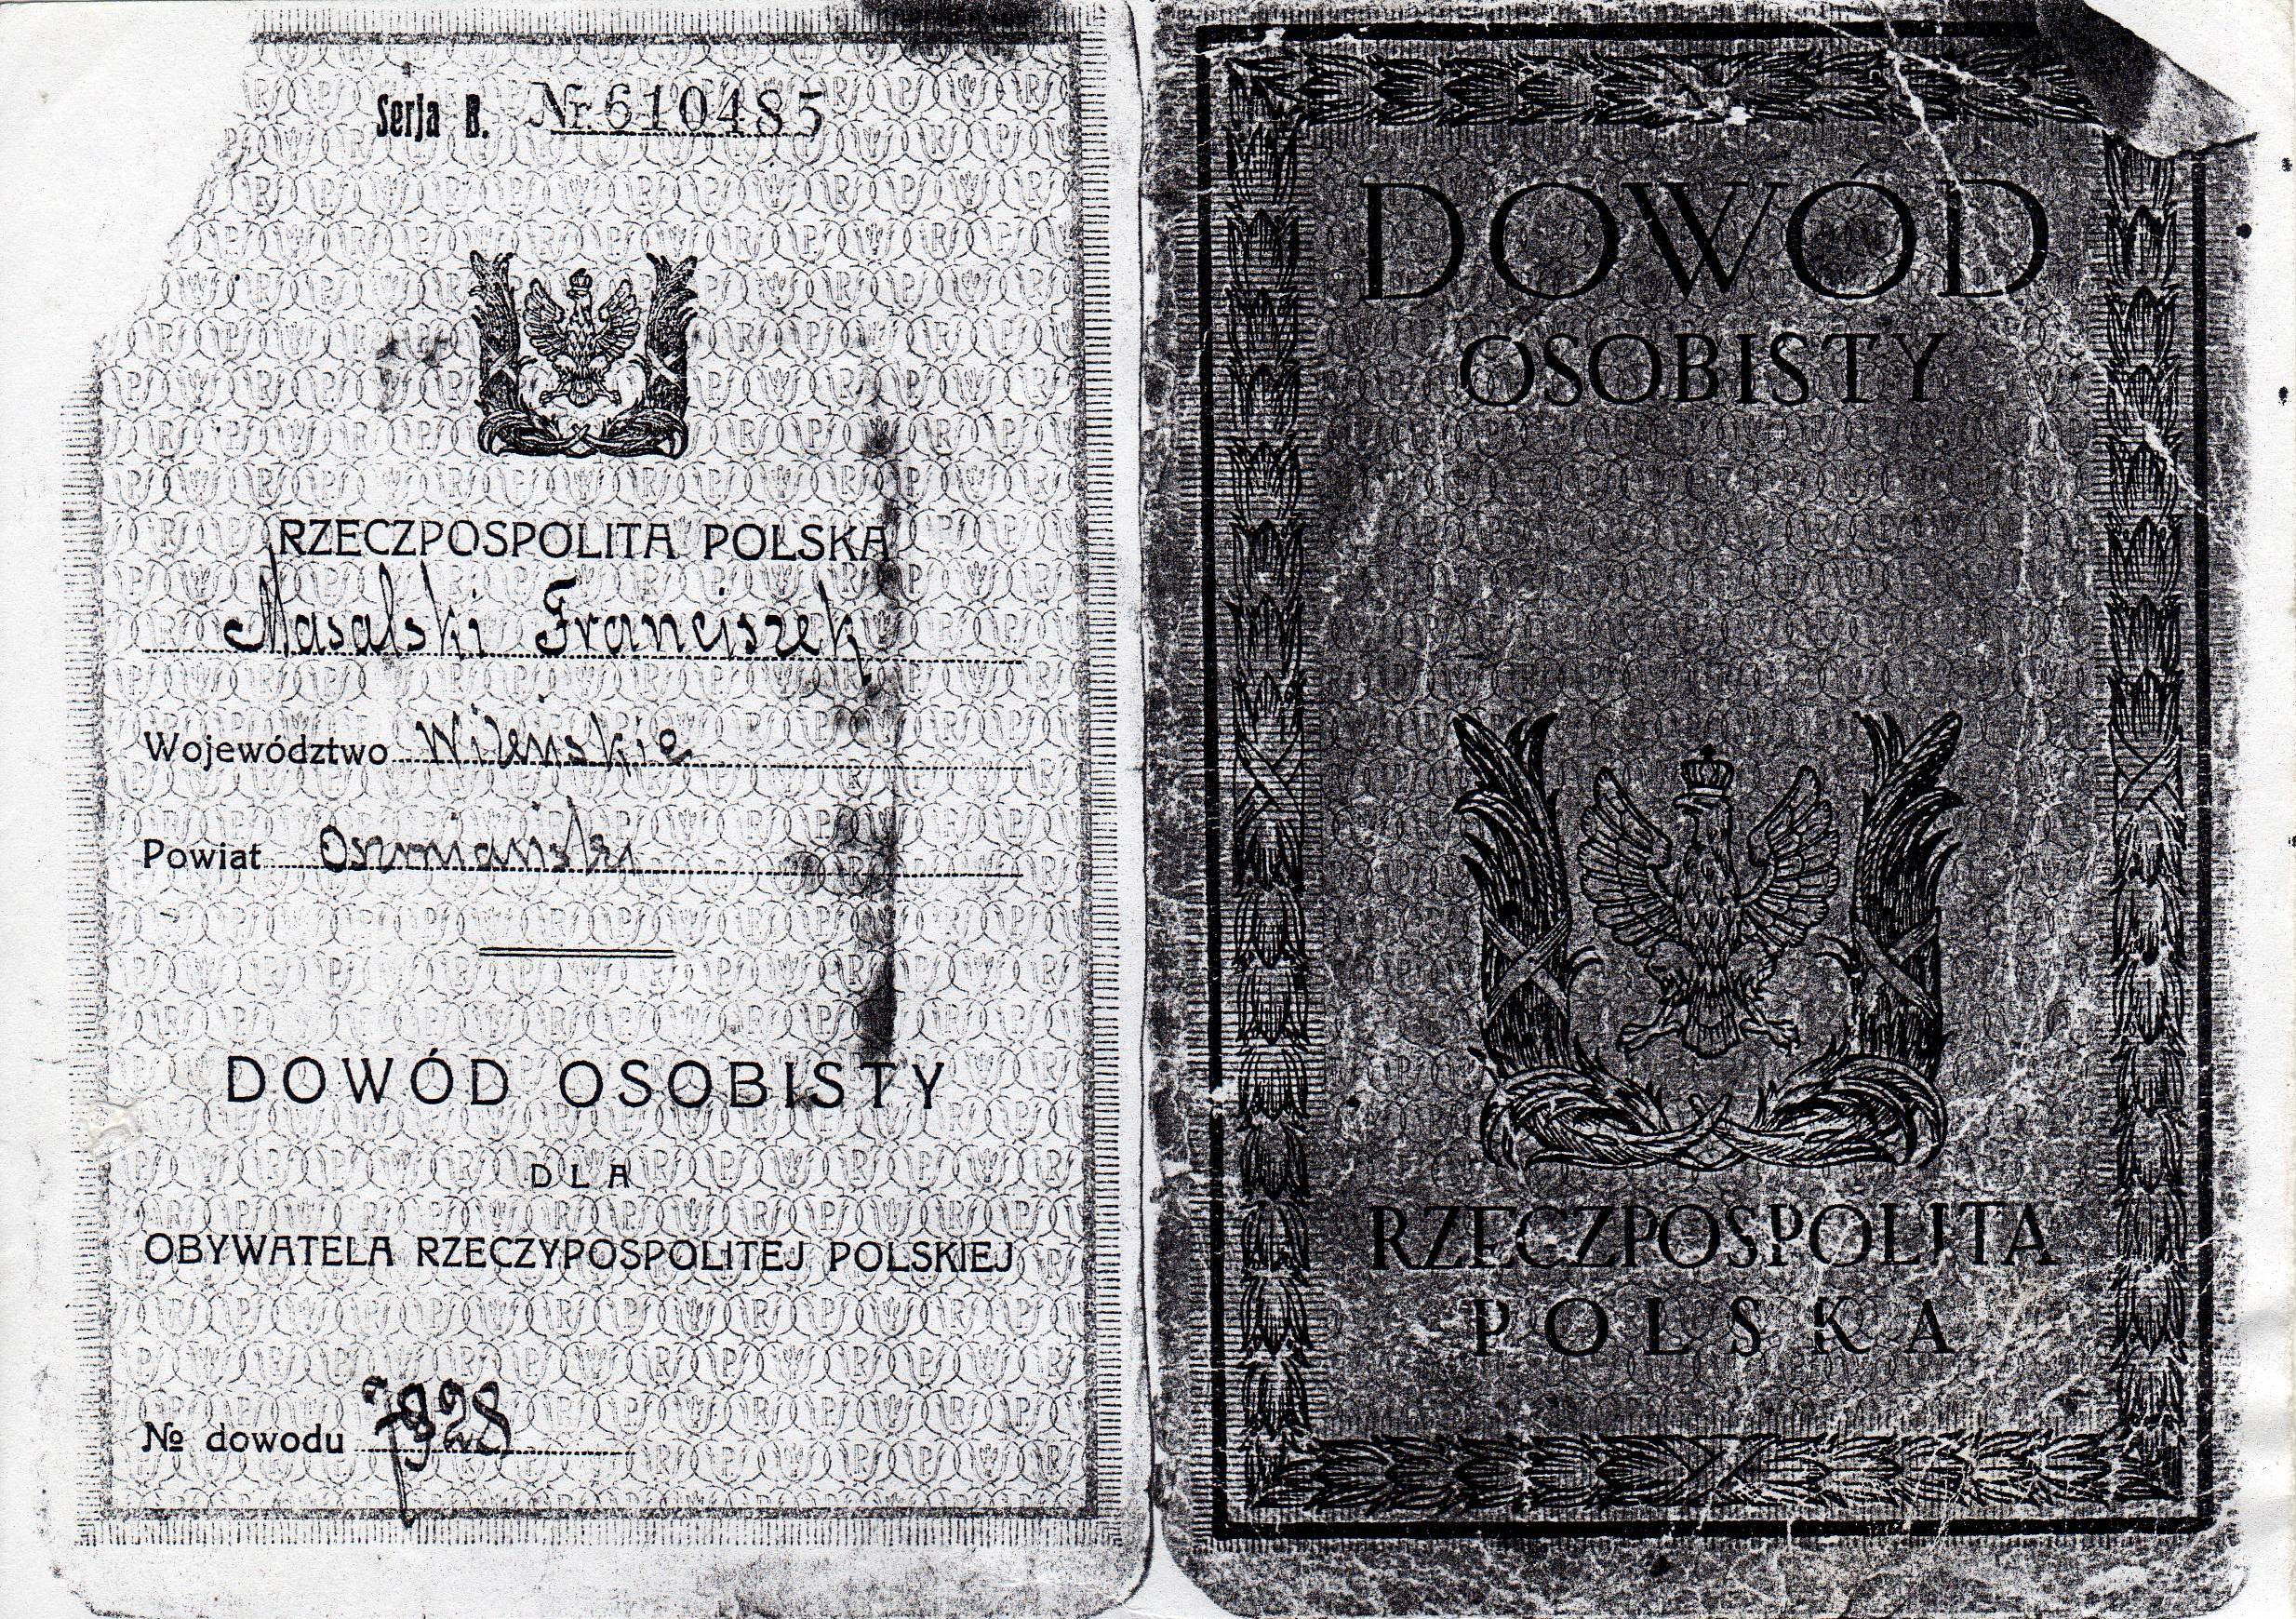 Serja B. Nr 610485
RZECZPOSPOLITA POLSKA
Masalski Franciszek
Województwo Wileńskie
Powiat Oszmiański
DOWÓD OSOBISTY
DLA
OBYWATELA RZECZYPOSPOLITEJ POLSKIEJ
№ dowodu 7928
DOWÓD
OSOBISTY
RZECZPOSPOLITA
POLSKA